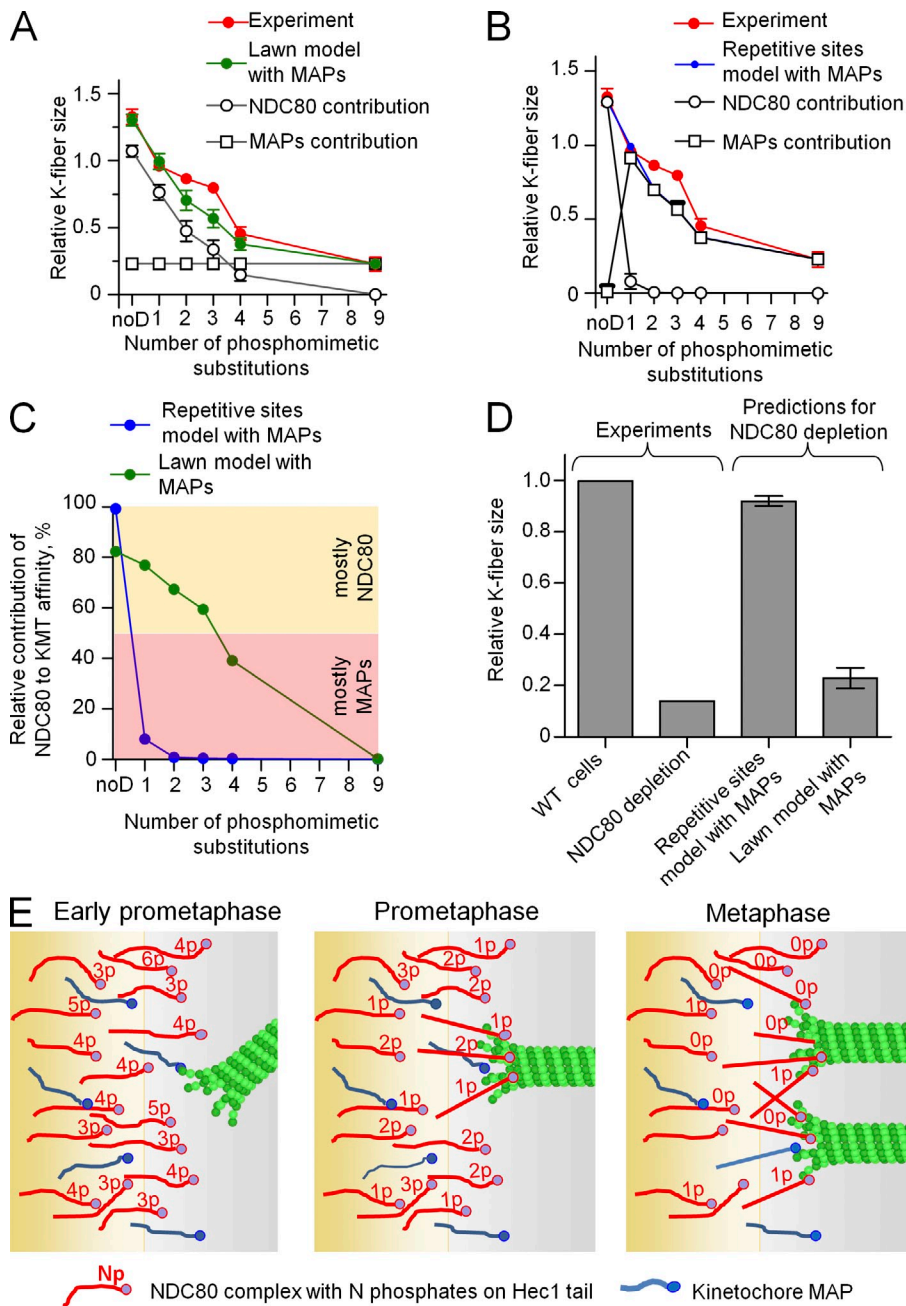 A
Experiment
Lawn model
with MAPs
NDC80 contribution
MAPs contribution
Relative K-fiber size
1.5
1.0
0.5
0
noD 1 2 3 4 5 6 7 8 9
Number of phosphomimetic
substitutions
B
Experiment
Repetitive sites
model with MAPs
NDC80 contribution
MAPs contribution
Relative K-fiber size
1.5
1.0
0.5
0
noD 1 2 3 4 5 6 7 8 9
Number of phosphomimetic
substitutions
C
Repetitive sites
model with MAPs
Lawn model with
MAPs
Relative contribution of
NDC80 to KMT affinity, %
100
80
60
40
20
0
mostly
NDC80
mostly
MAPs
noD 1 2 3 4 5 6 7 8 9
Number of phosphomimetic
substitutions
D
Experiments
Predictions for
NDC80 depletion
Relative K-fiber size
1.0
0.8
0.6
0.4
0.2
0
WT cells
NDC80 depletion
Repetitive sites
model with MAPs
Lawn model with
MAPs
E
Early prometaphase
4p
6p
3p
3p
5p
4p
4p
4p
4p
5p
3p
3p
4p
3p
4p
3p
Prometaphase
1p
2p
3p
2p
1p
1p
2p
2p
1p
1p
2p
2p
2p
1p
3p
1p
Metaphase
0p
0p
0p
0p
1p
0p
0p
1p
0p
0p
1p
1p
Np
NDC80 complex with N phosphates on Hec1 tail
Kinetochore MAP